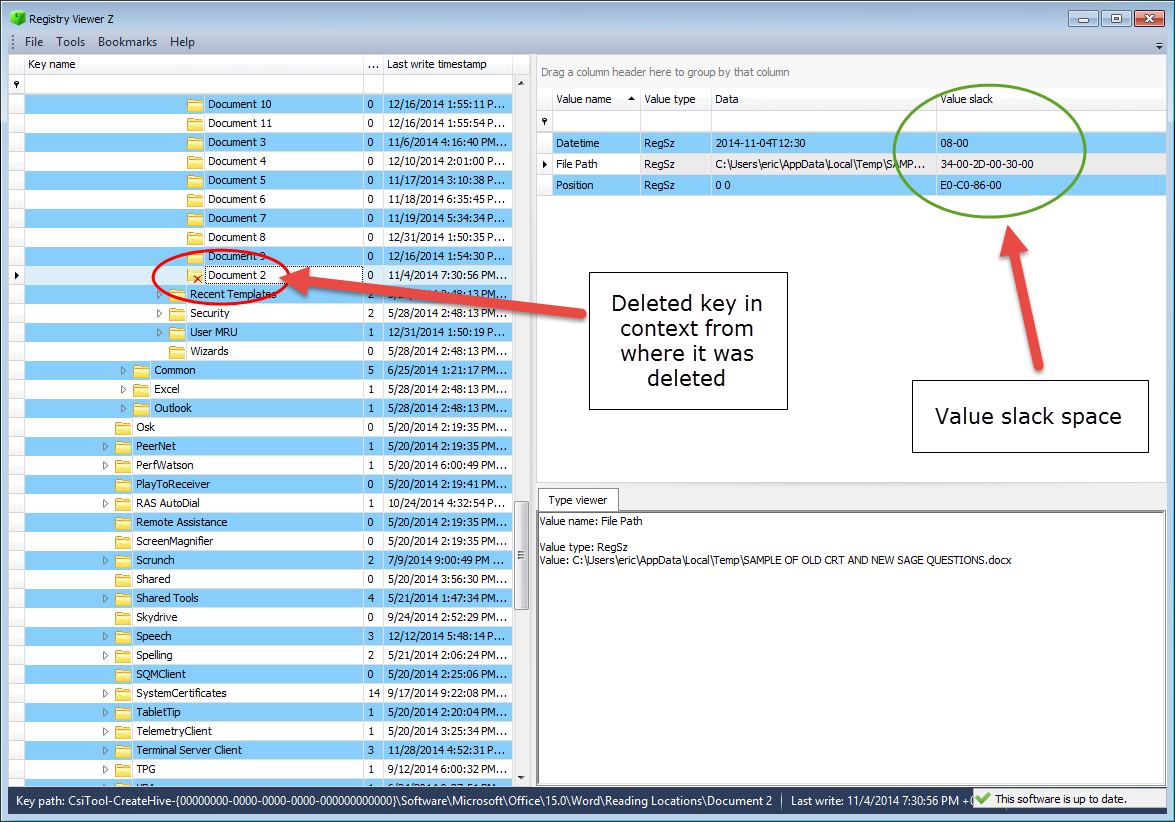 Registry Viewer Z
File Tools Bookmarks Help
Key name ... Last write timestamp
Document 10 0 12/16/2014 1:55:11 P...
Document 11 0 12/16/2014 1:55:54 P...
Document 3 0 11/6/2014 4:16:40 PM...
Document 4 0 12/10/2014 2:01:00 P...
Document 5 0 11/17/2014 3:10:38 P...
Document 6 0 11/18/2014 6:35:45 P...
Document 7 0 11/19/2014 5:34:34 P...
Document 8 0 12/31/2014 1:50:35 P...
Document 9 0 12/16/2014 1:54:30 P...
Document 2 0 11/4/2014 7:30:56 PM...
Recent Templates 2 2:48:13 PM...
Security 2 5/28/2014 2:48:13 PM...
User MRU 1 12/31/2014 1:50:19 P...
Wizards 0 5/28/2014 2:48:13 PM...
Common 5 6/25/2014 1:21:17 PM...
Excel 1 5/28/2014 2:48:13 PM...
Outlook 1 5/28/2014 2:48:13 PM...
Osk 0 5/20/2014 2:19:35 PM...
PeerNet 1 5/20/2014 2:19:35 PM...
PerfWatson 1 5/20/2014 6:00:49 PM...
PlayToReceiver 0 5/20/2014 2:19:41 PM...
RAS AutoDial 1 10/24/2014 4:32:54 P...
Remote Assistance 0 5/20/2014 2:19:35 PM...
ScreenMagnifier 0 5/20/2014 2:19:35 PM...
Scrunch 2 7/9/2014 9:00:49 PM ...
Shared 0 5/20/2014 3:56:30 PM...
Shared Tools 4 5/21/2014 1:47:34 PM...
Skydrive 0 9/24/2014 2:52:29 PM...
Speech 3 12/12/2014 5:48:14 P...
Spelling 2 5/21/2014 2:06:24 PM...
SQMClient 0 5/20/2014 2:25:06 PM...
SystemCertificates 14 9/17/2014 9:22:08 PM...
TabletTip 1 5/20/2014 2:20:04 PM...
TelemetryClient 1 5/20/2014 3:25:34 PM...
Terminal Server Client 3 11/28/2014 4:52:31 P...
TPG 1 9/12/2014 6:00:32 PM...
Drag a column header here to group by that column
Value name Value type Data Value slack
Datetime RegSz 2014-11-04T12:30 08-00
File Path RegSz C:\Users\eric\AppData\Local\Temp\SAMP... 34-00-2D-00-30-00
Position RegSz 0 0 E0-C0-86-00
Deleted key in
context from
where it was
deleted
Value slack space
Type viewer
Value name: File Path
Value type: RegSz
Value: C:\Users\eric\AppData\Local\Temp\SAMPLE OF OLD CRT AND NEW SAGE QUESTIONS.docx
Key path: CsiTool-CreateHive-{00000000-0000-0000-0000-000000000000}\Software\Microsoft\Office\15.0\Word\Reading Locations\Document 2 Last write: 11/4/2014 7:30:56 PM This software is up to date.